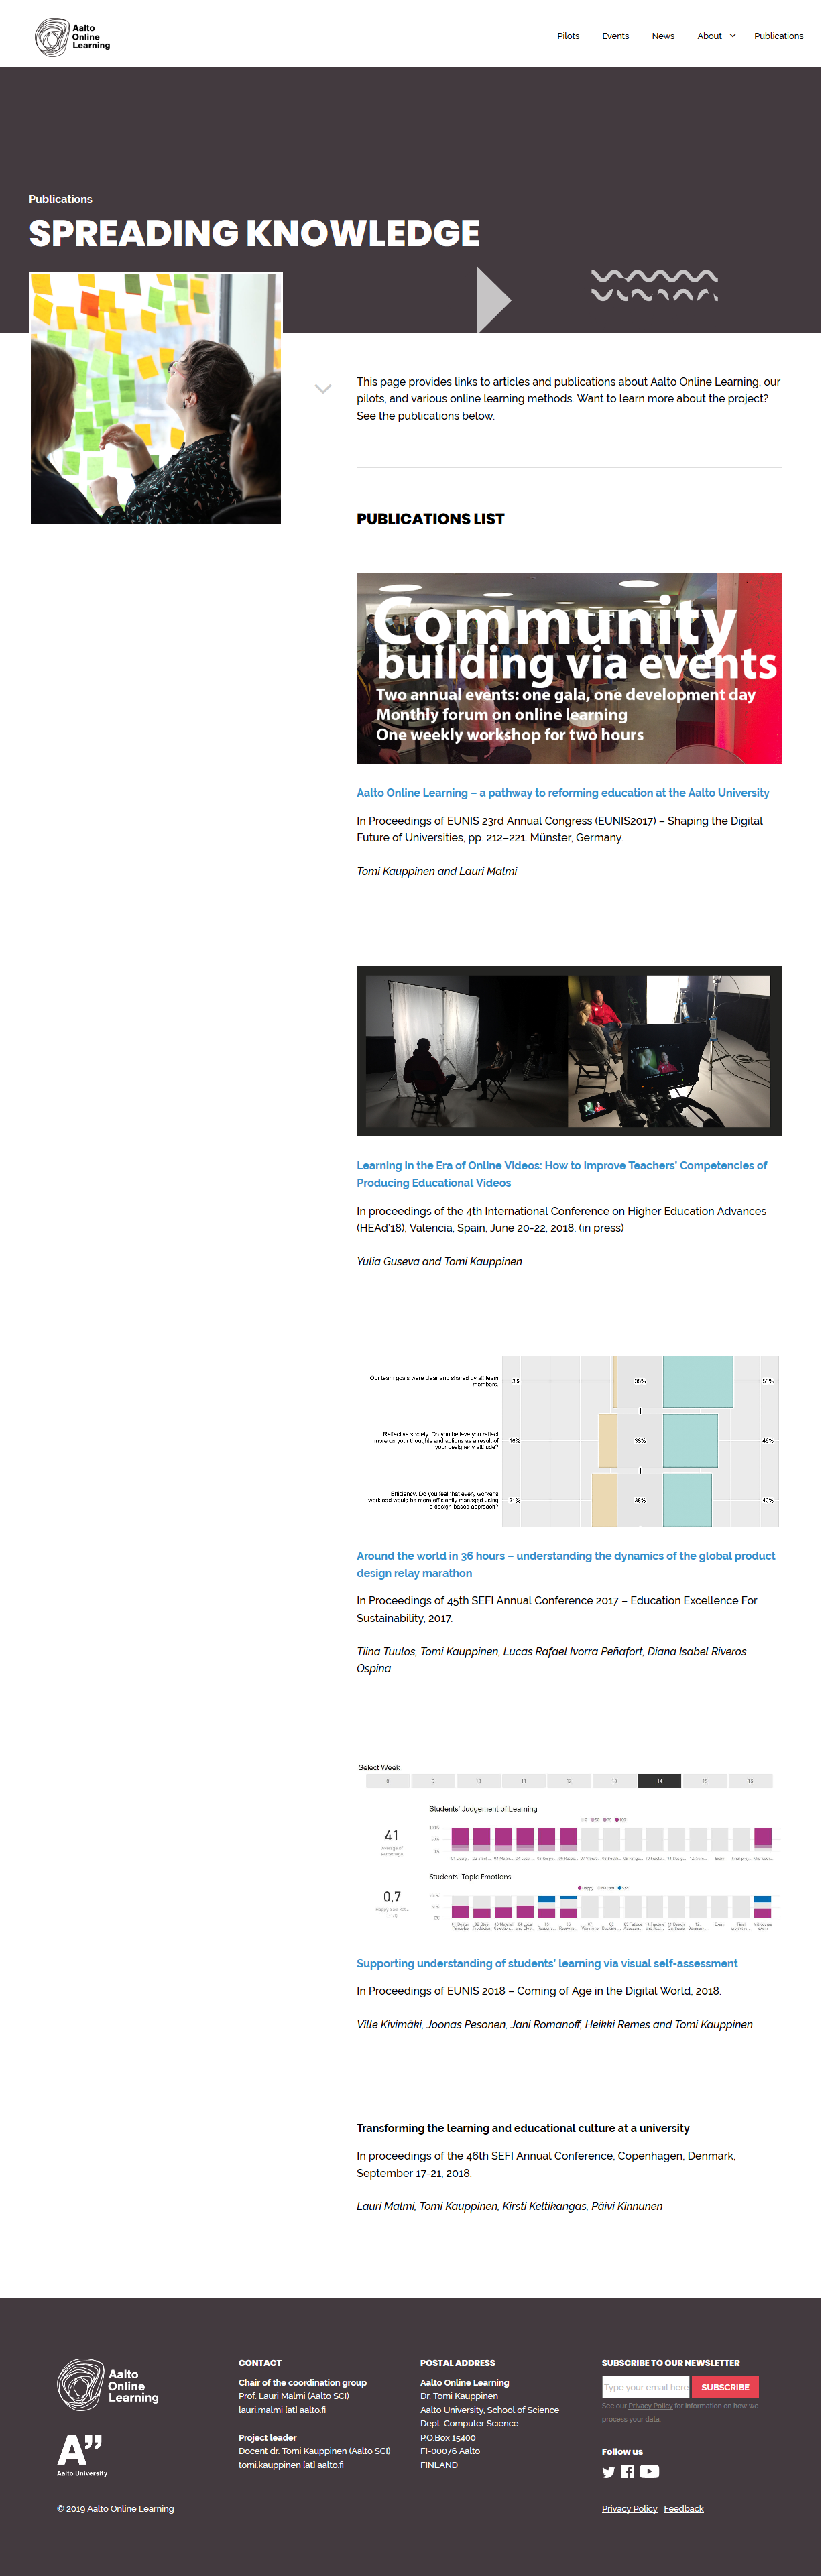 Aalto
Online
Learning
Pilots
Events
News
About
Publications
Publications
SPREADING KNOWLEDGE
This page provides links to articles and publications about Aalto Online Learning, our
pilots, and various online learning methods. Want to learn more about the project?
See the publications below.
PUBLICATIONS LIST
Community
building via events
Two annual events: one gala, one development day
Monthly forum on online learning
One weekly workshop for two hours
Aalto Online Learning – a pathway to reforming education at the Aalto University
In Proceedings of EUNIS 23rd Annual Congress (EUNIS2017) – Shaping the Digital
Future of Universities, pp. 212–221. Münster, Germany.
Tomi Kauppinen and Lauri Malmi
Learning in the Era of Online Videos: How to Improve Teachers' Competencies of
Producing Educational Videos
In proceedings of the 4th International Conference on Higher Education Advances
(HEAd'18), Valencia, Spain, June 20-22, 2018. (in press)
Yulia Guseva and Tomi Kauppinen
Our team goals were clear and shared by all team
members.
3% 38% 58%
Reflective society. Do you believe you reflect
more on your thoughts and actions as a result of
your designerly attitude?
16% 38% 46%
Efficiency. Do you feel that every worker's
workload would be more efficiently managed using
a design-based approach?
21% 38% 40%
Around the world in 36 hours – understanding the dynamics of the global product
design relay marathon
In Proceedings of 45th SEFI Annual Conference 2017 – Education Excellence For
Sustainability, 2017.
Tiina Tuulos, Tomi Kauppinen, Lucas Rafael Ivorra Peñafort, Diana Isabel Riveros
Ospina
Select Week
8 9 10 11 12 13 14 15 16
Students' Judgement of Learning
41
Students' Topic Emotions
0,7
Supporting understanding of students' learning via visual self-assessment
In Proceedings of EUNIS 2018 – Coming of Age in the Digital World, 2018.
Ville Kivimäki, Joonas Pesonen, Jani Romanoff, Heikki Remes and Tomi Kauppinen
Transforming the learning and educational culture at a university
In proceedings of the 46th SEFI Annual Conference, Copenhagen, Denmark,
September 17-21, 2018.
Lauri Malmi, Tomi Kauppinen, Kirsti Keltikangas, Päivi Kinnunen
Aalto
Online
Learning
A”
Aalto University
© 2019 Aalto Online Learning
CONTACT
Chair of the coordination group
Prof. Lauri Malmi (Aalto SCI)
lauri.malmi [at] aalto.fi
Project leader
Docent dr. Tomi Kauppinen (Aalto SCI)
tomi.kauppinen [at] aalto.fi
POSTAL ADDRESS
Aalto Online Learning
Dr. Tomi Kauppinen
Aalto University, School of Science
Dept. Computer Science
P.O.Box 15400
FI-00076 Aalto
FINLAND
SUBSCRIBE TO OUR NEWSLETTER
Type your email here
SUBSCRIBE
See our Privacy Policy for information on how we
process your data.
Follow us
Privacy Policy Feedback